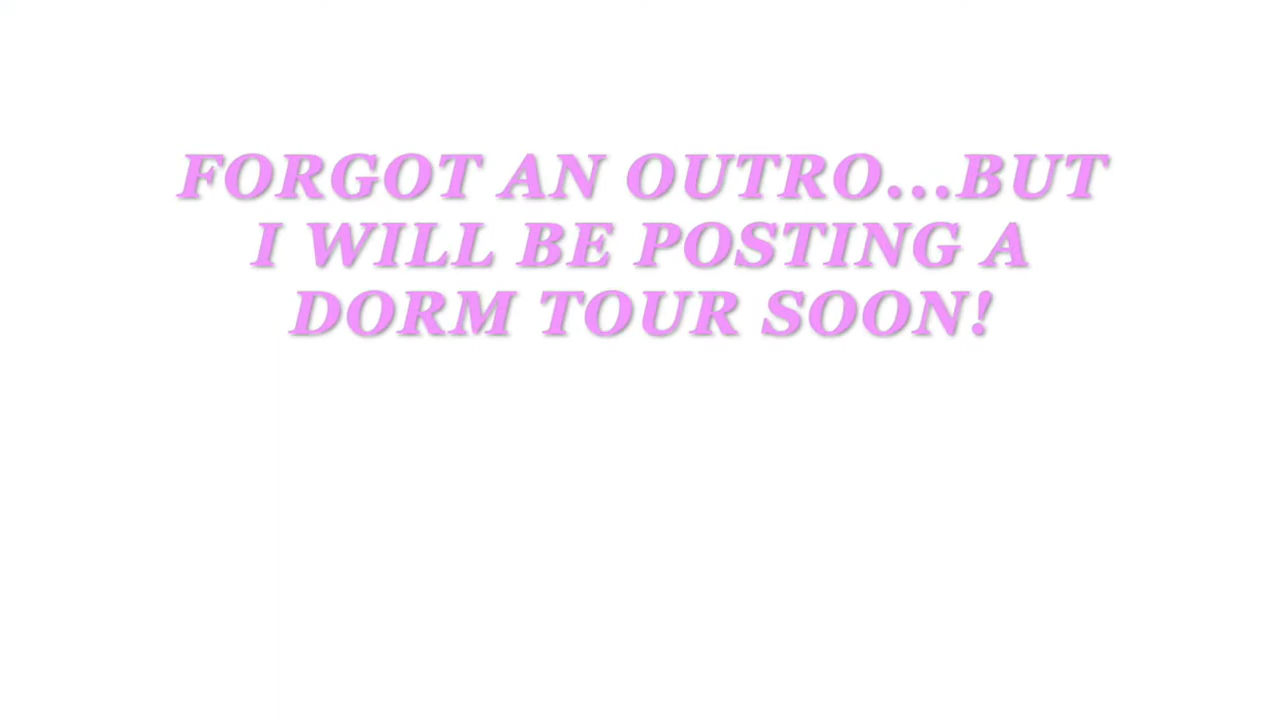 FORGOT AN OUTRO...BUT
I WILL BE POSTING A
DORM TOUR SOON!